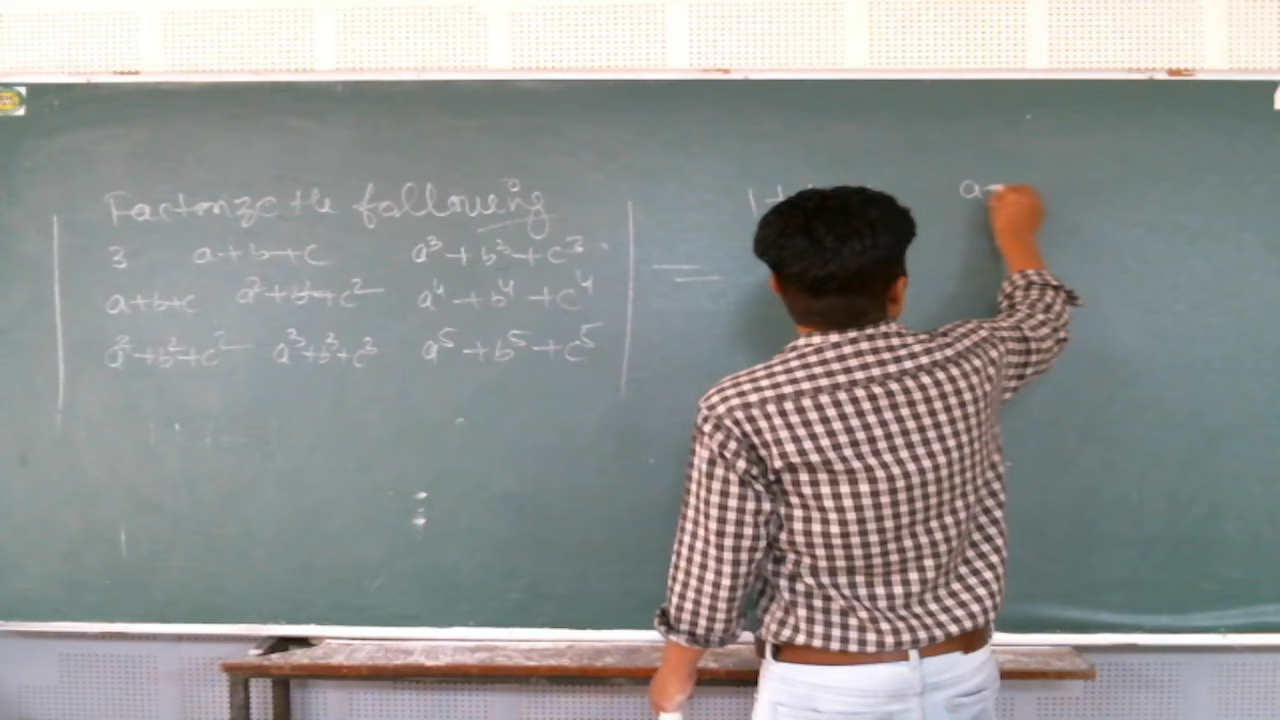 Factorize the following
3 a+b+c a³+b³+c³
a+b+c a²+b²+c² a⁴+b⁴+c⁴ =
a²+b²+c² a³+b³+c³ a⁵+b⁵+c⁵
1+ a